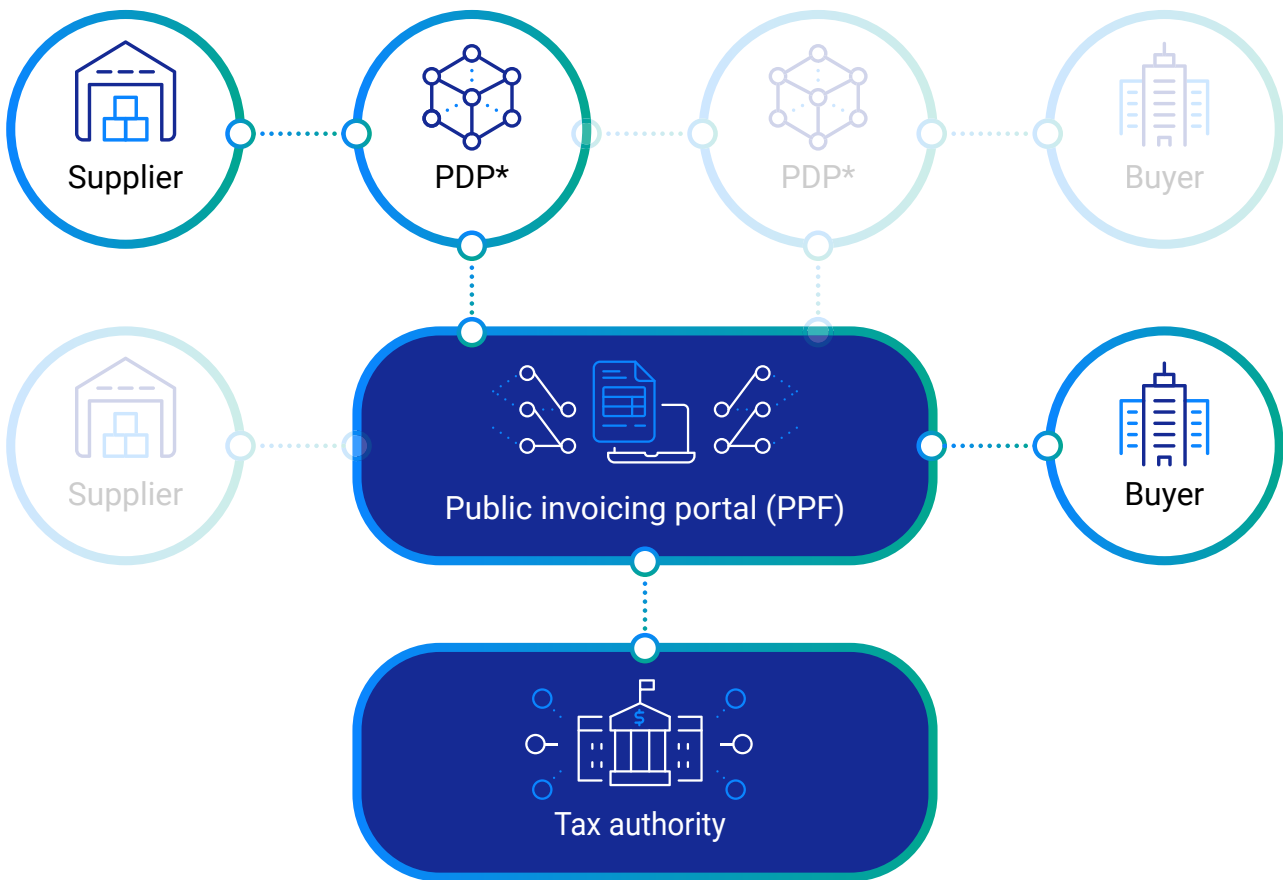 Supplier
PDP*
PDP*
Buyer
Supplier
Public invoicing portal (PPF)
Buyer
$
Tax authority